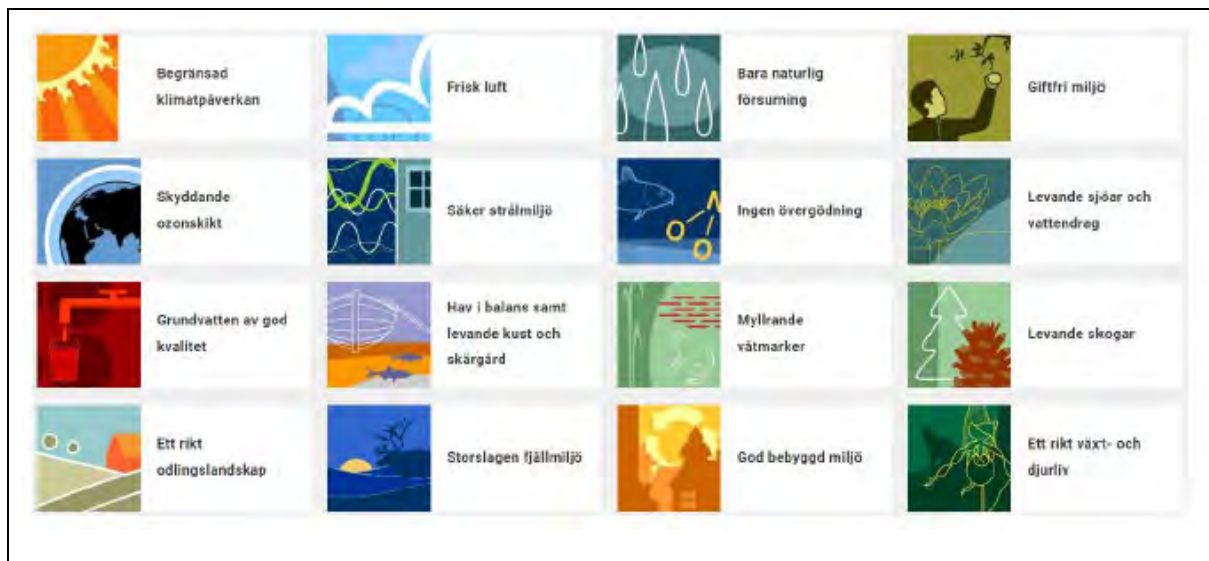 Begränsad
klimatpåverkan
Frisk luft
Bara naturlig
försurning
Giftfri miljö
Skyddande
ozonskikt
Säker strålmiljö
N
O
O
Ingen övergödning
Levande sjöar och
vattendrag
Grundvatten av god
kvalitet
Hav i balans samt
levande kust och
skärgård
Myllrande
våtmarker
Levande skogar
Ett rikt
odlingslandskap
Storslagen fjällmiljö
God bebyggd miljö
Ett rikt växt- och
djurliv